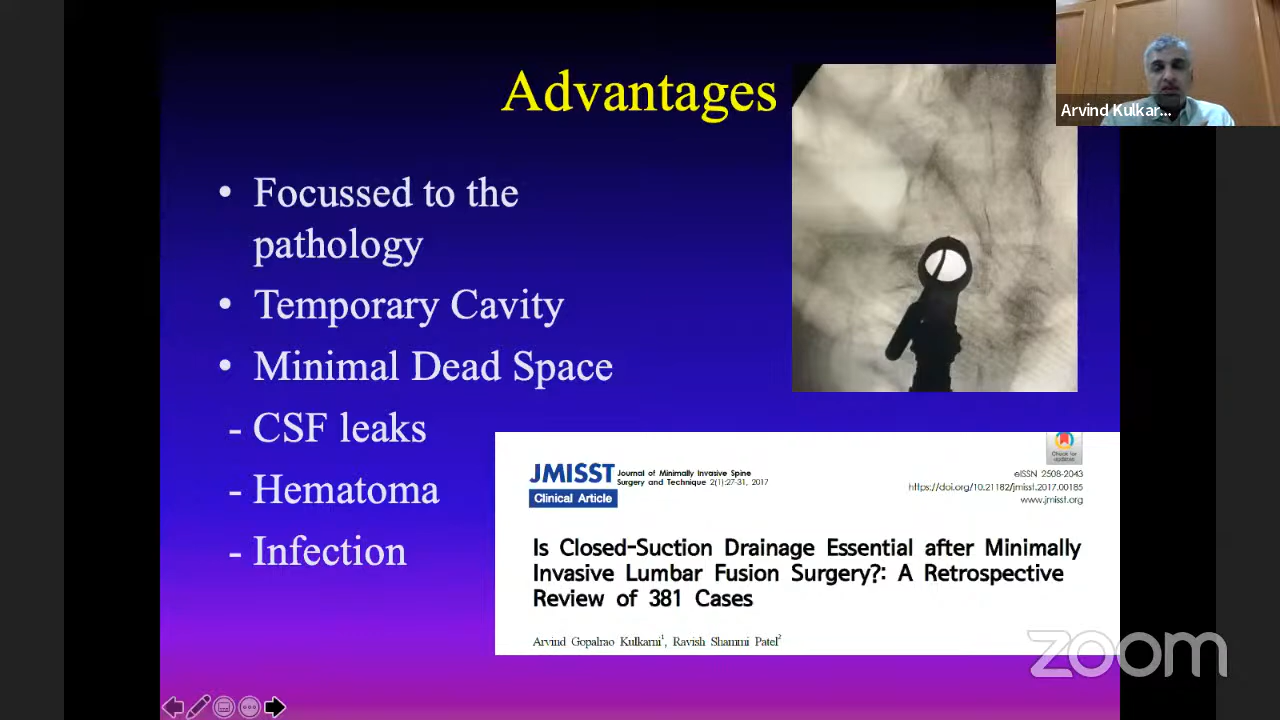 Advantages
Arvind Kulkar...
• Focussed to the
pathology
• Temporary Cavity
• Minimal Dead Space
- CSF leaks
- Hematoma
- Infection
Check for
updates
JMISST
Journal of Minimally Invasive Spine
Surgery and Technique 2(1):27-31, 2017
Clinical Article
eISSN 2508-2043
https://doi.org/10.21182/jmisst.2017.00185
www.jmisst.org
Is Closed-Suction Drainage Essential after Minimally
Invasive Lumbar Fusion Surgery?: A Retrospective
Review of 381 Cases
Arvind Gopalrao Kulkarni1, Ravish Shammi Patel2
zoom